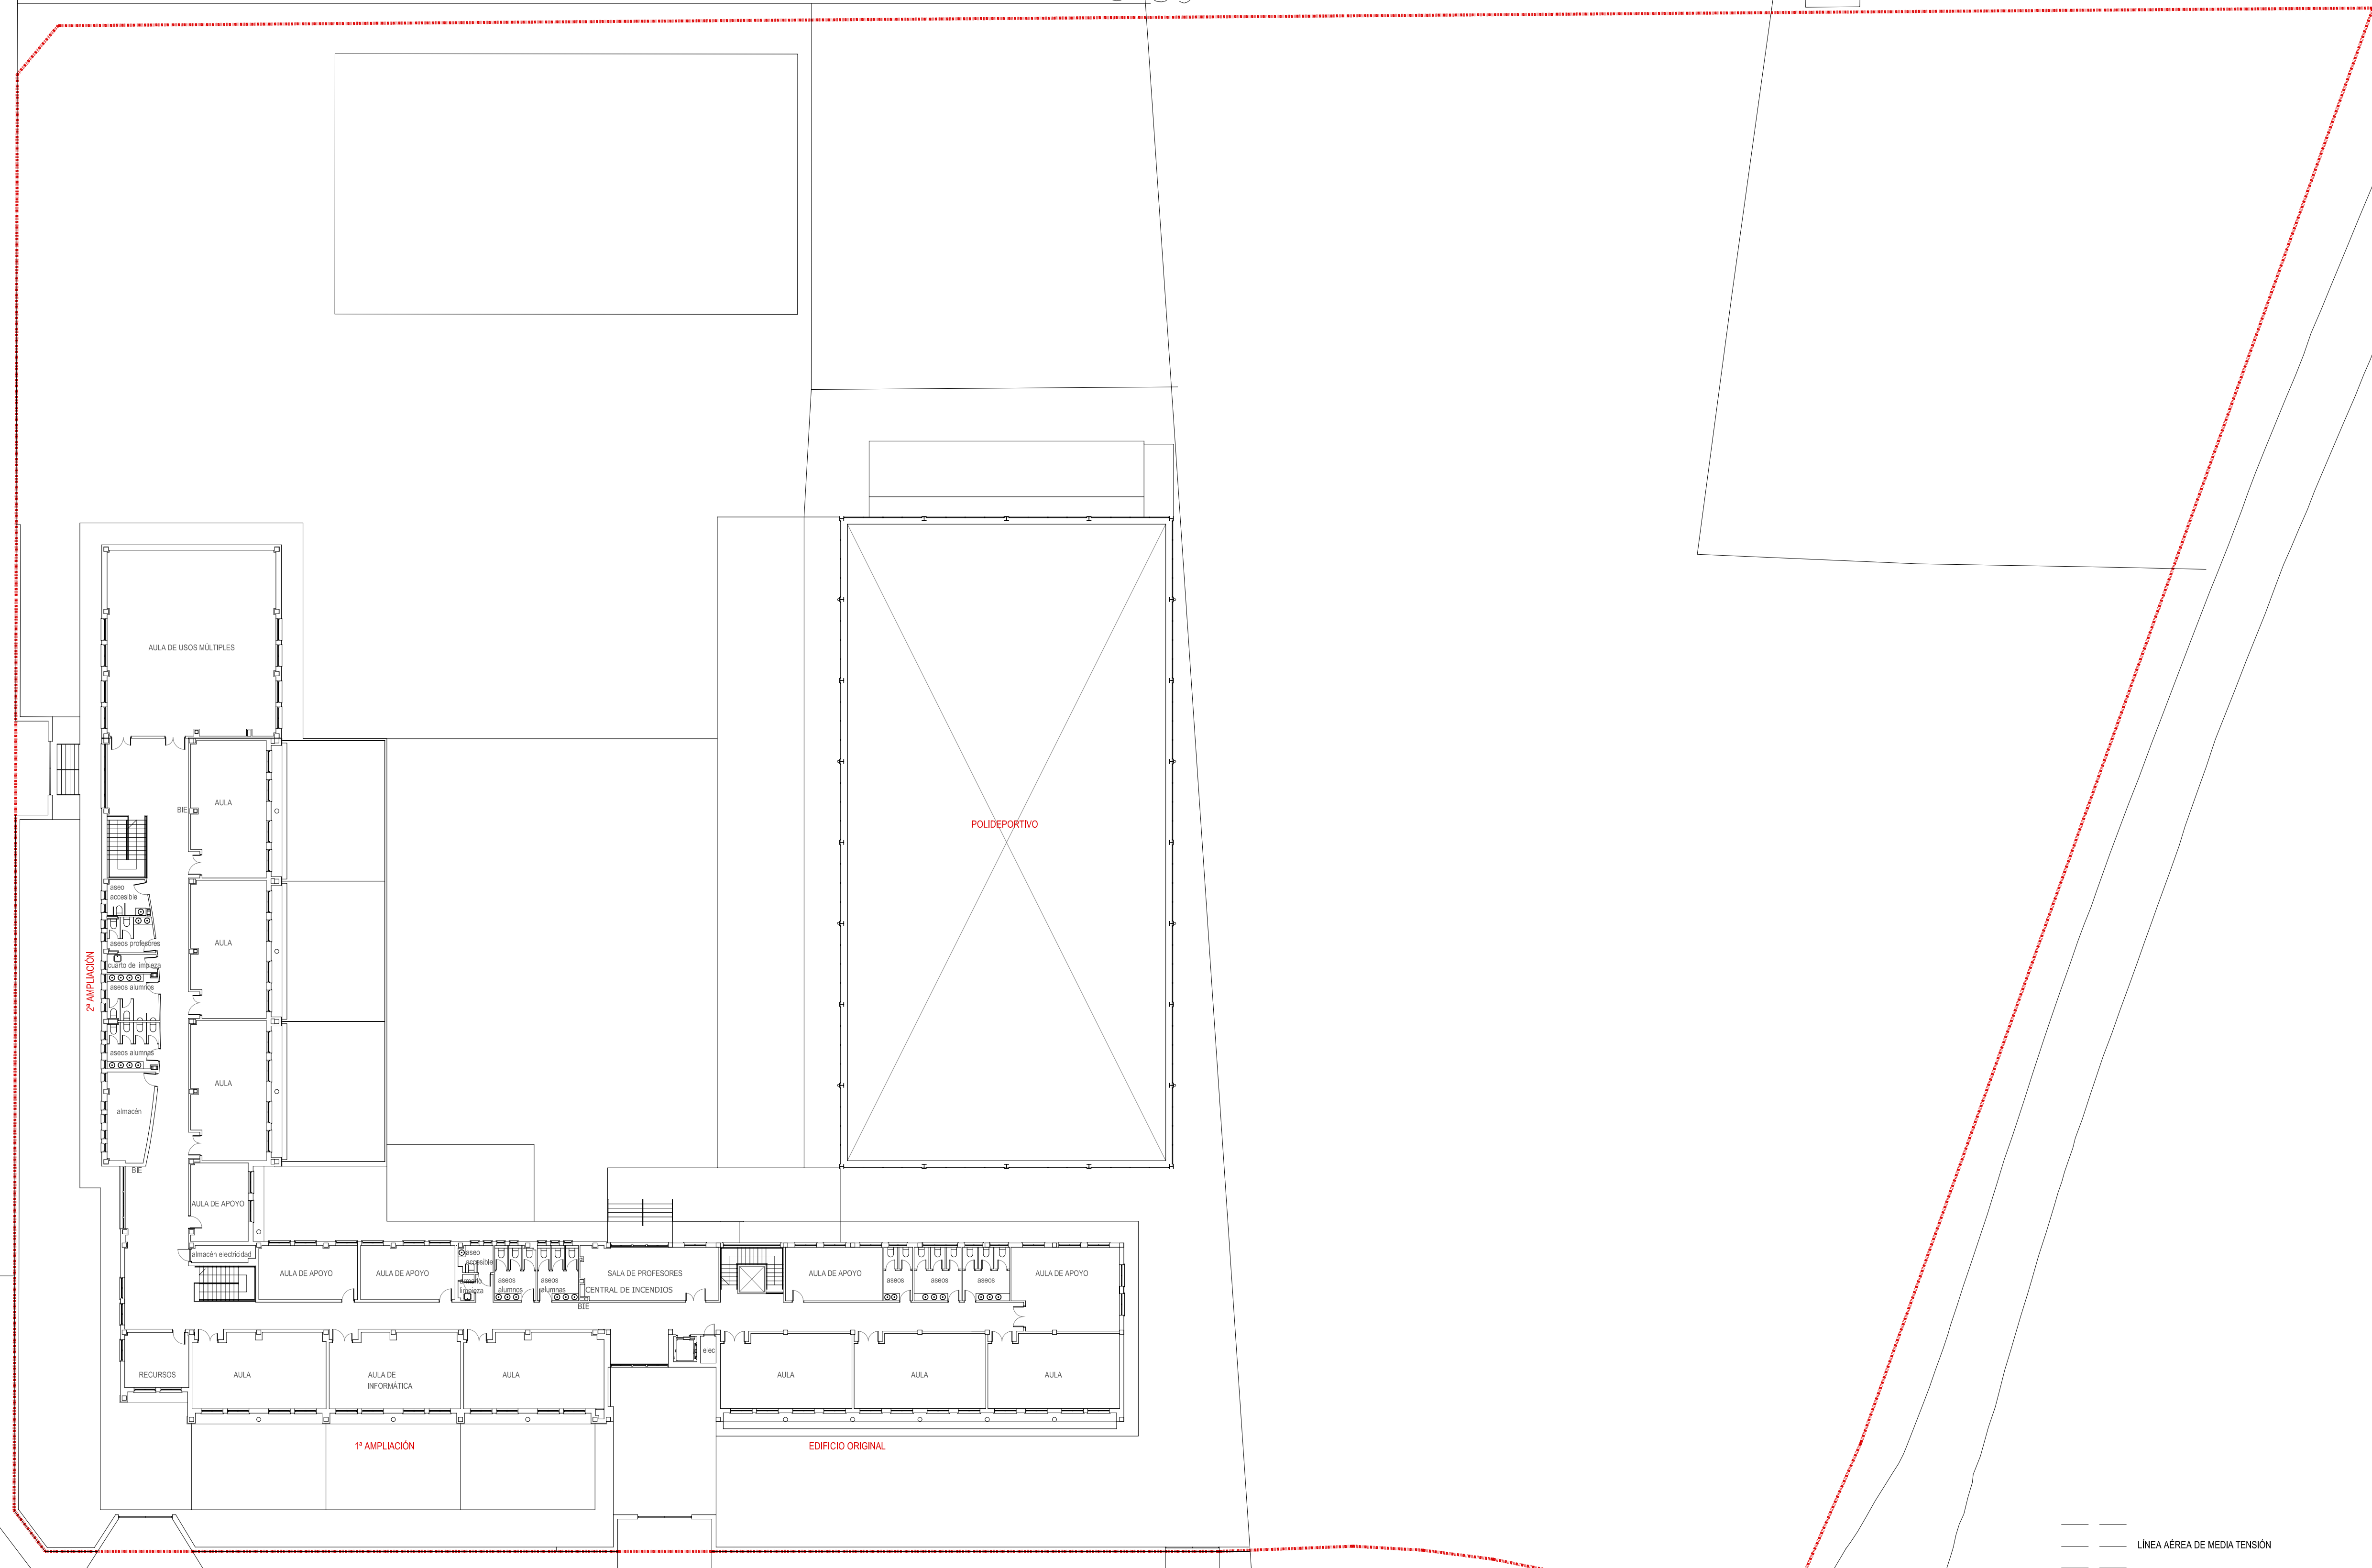 AULA DE USOS MÚLTIPLES
BIE
AULA
POLIDEPORTIVO
aseo
accesible
aseos profesores
AULA
cuarto de limpieza
2ª AMPLIACIÓN
aseos alumnos
aseos alumnas
AULA
almacén
BIE
AULA DE APOYO
almacén electricidad
AULA DE APOYO
AULA DE APOYO
aseo
accesible
armario
limpieza
aseos
alumnos
aseos
alumnas
SALA DE PROFESORES
CENTRAL DE INCENDIOS
BIE
AULA DE APOYO
aseos
aseos
aseos
AULA DE APOYO
elec
RECURSOS
AULA
AULA DE
INFORMÁTICA
AULA
AULA
AULA
AULA
1ª AMPLIACIÓN
EDIFICIO ORIGINAL
LÍNEA AÉREA DE MEDIA TENSIÓN